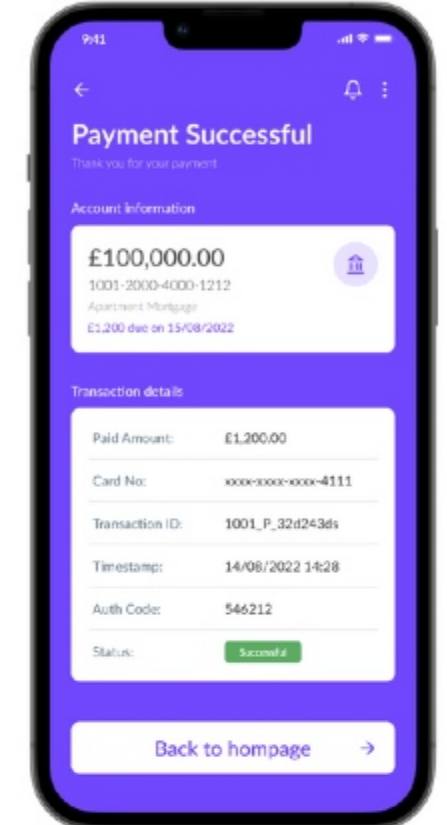 9:41
Payment Successful
Thank you for your payment
Account information
£100,000.00
1001-2000-4000-1212
Apartment Mortgage
£1,200 due on 15/08/2022
Transaction details
Paid Amount: £1,200.00
Card No: xxxx-xxxx-xxxx-4111
Transaction ID: 1001_P_32d243ds
Timestamp: 14/08/2022 14:28
Auth Code: 546212
Status: Successful
Back to hompage